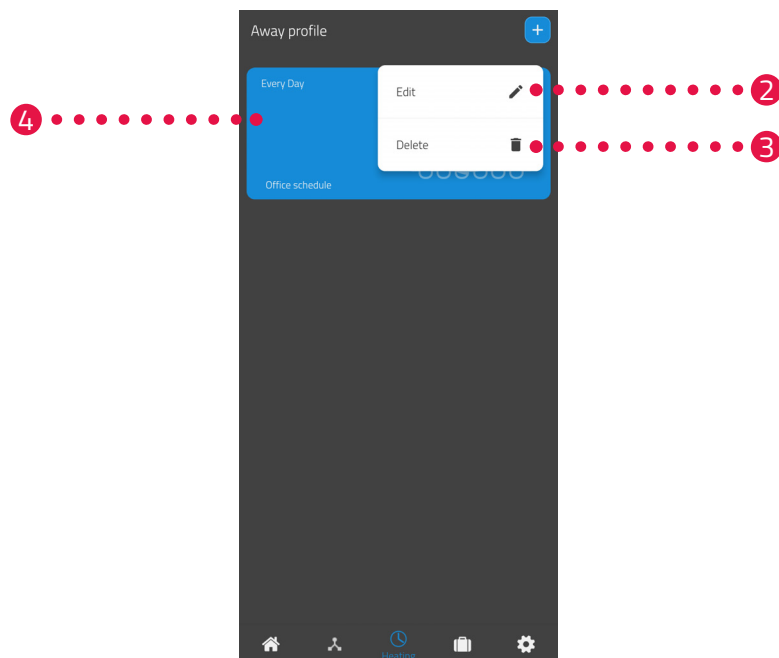 Away profile
+
Every Day
Edit
2
4
Delete
3
Office schedule
Heating